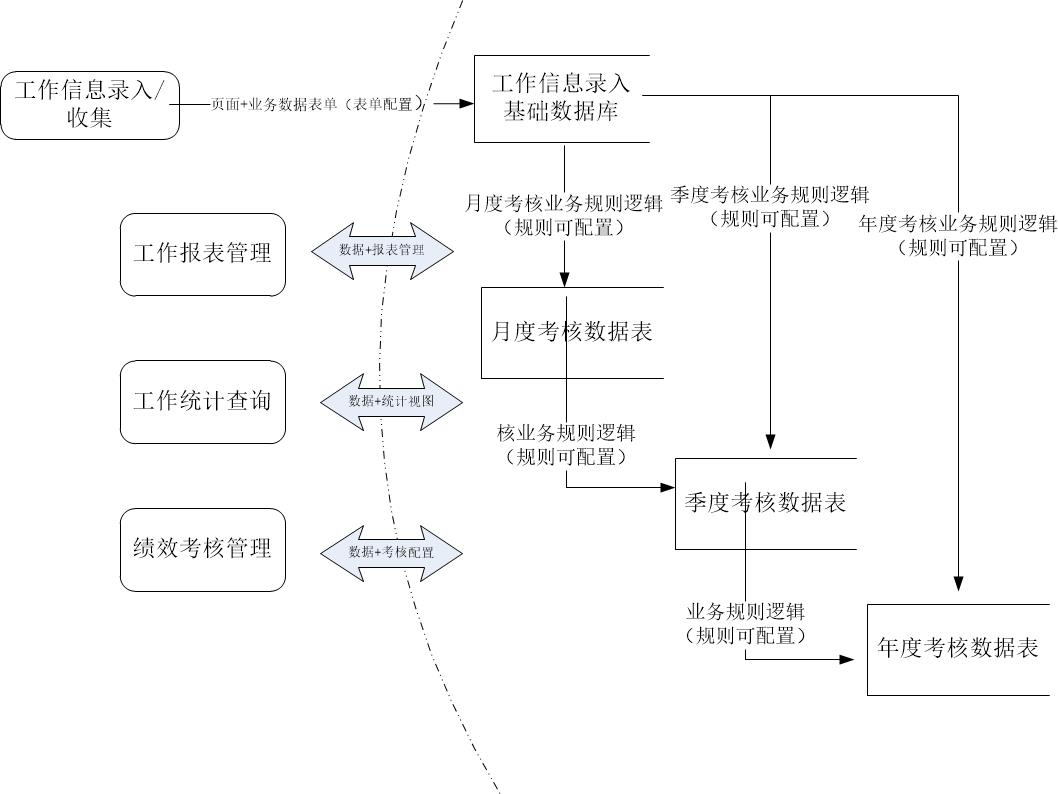 工作信息录入/
收集
页面+业务数据表单（表单配置）
工作信息录入
基础数据库
月度考核业务规则逻辑
（规则可配置）
季度考核业务规则逻辑
（规则可配置）
年度考核业务规则逻辑
（规则可配置）
工作报表管理
数据+报表管理
月度考核数据表
工作统计查询
数据+统计视图
核业务规则逻辑
（规则可配置）
季度考核数据表
绩效考核管理
数据+考核配置
业务规则逻辑
（规则可配置）
年度考核数据表